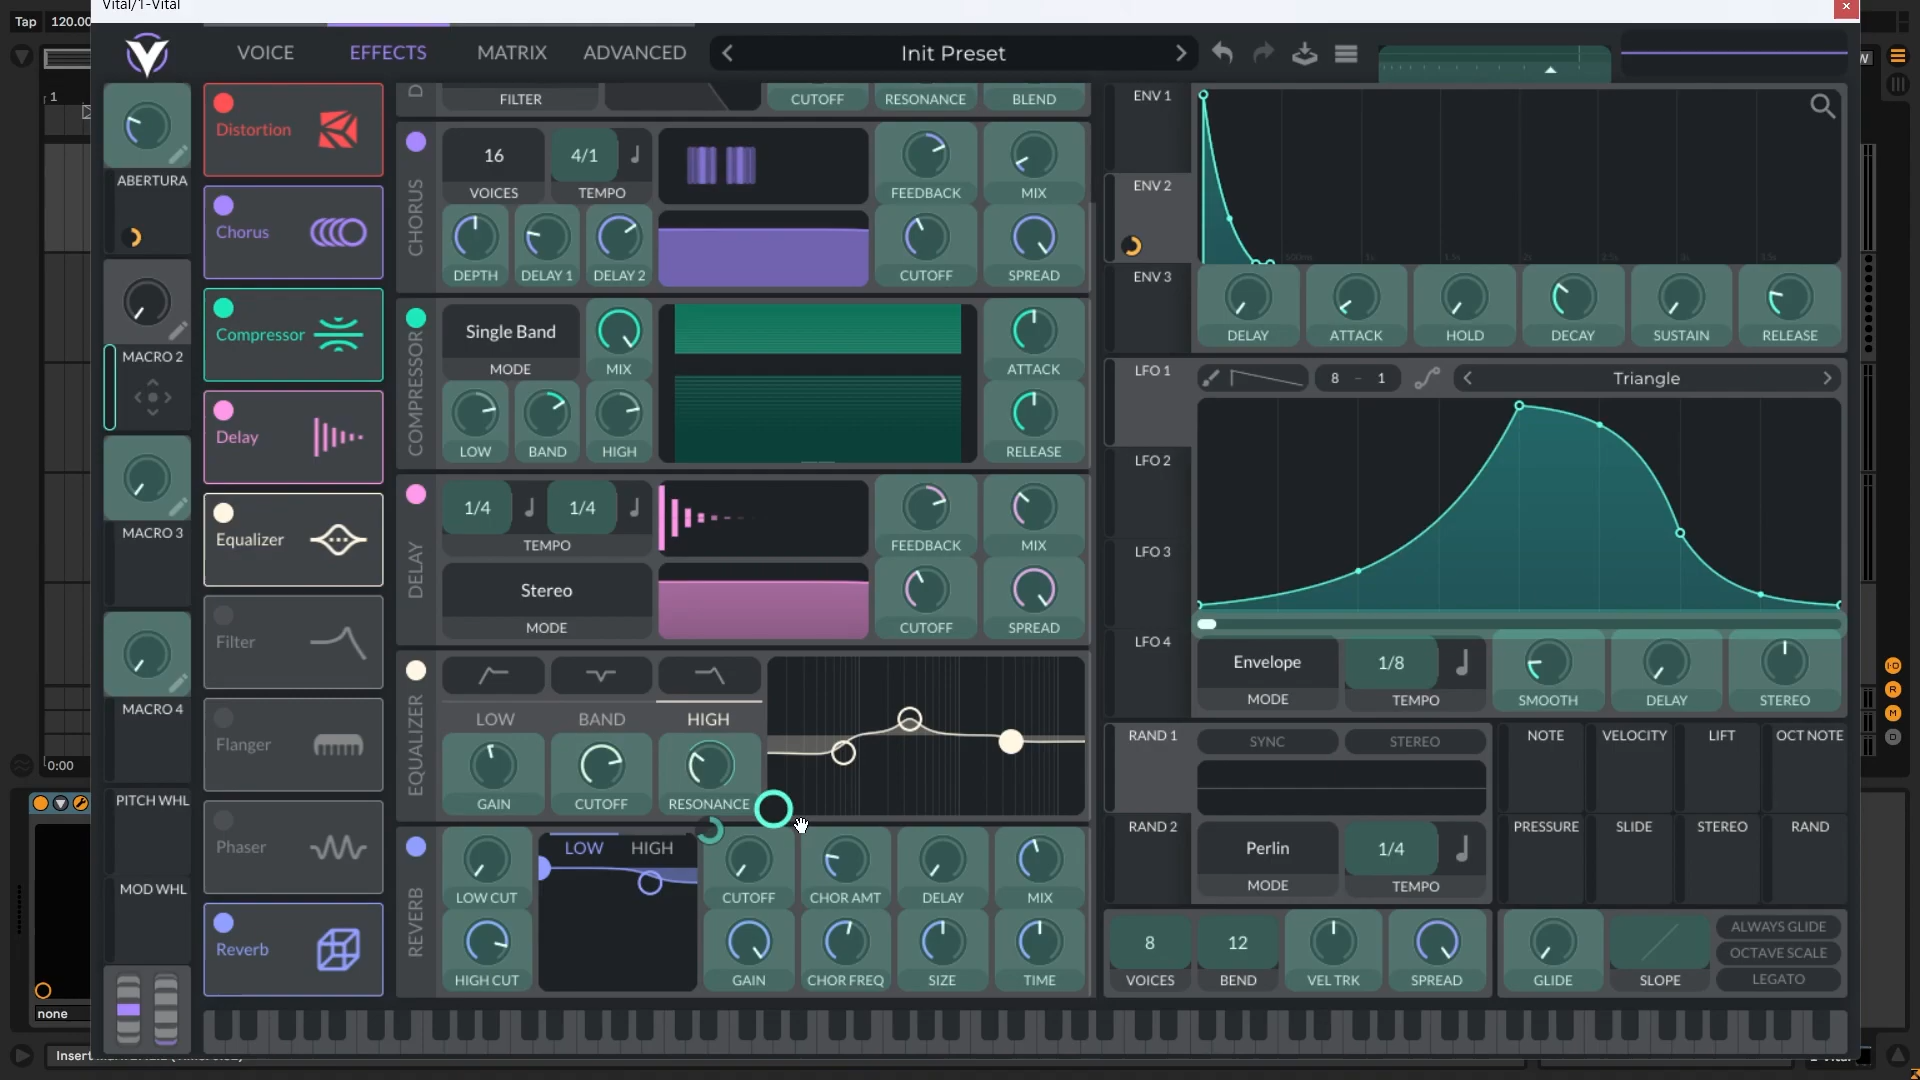 Vital/1-Vital
Tap 120.00
VOICE EFFECTS MATRIX ADVANCED
Init Preset
W
1
ABERTURA
MACRO 2
MACRO 3
MACRO 4
PITCH WHL
MOD WHL
Distortion
Chorus
Compressor
Delay
Equalizer
Filter
Flanger
Phaser
Reverb
FILTER CUTOFF RESONANCE BLEND
CHORUS
16 VOICES
4/1 TEMPO
FEEDBACK MIX
DEPTH DELAY 1 DELAY 2 CUTOFF SPREAD
COMPRESSOR
Single Band
MODE MIX ATTACK
LOW BAND HIGH RELEASE
DELAY
1/4 1/4
TEMPO FEEDBACK MIX
Stereo
MODE CUTOFF SPREAD
EQUALIZER
LOW BAND HIGH
GAIN CUTOFF RESONANCE
REVERB
LOW HIGH
LOW CUT CUTOFF CHOR AMT DELAY MIX
HIGH CUT GAIN CHOR FREQ SIZE TIME
ENV 1
ENV 2
ENV 3
DELAY ATTACK HOLD DECAY SUSTAIN RELEASE
LFO 1
LFO 2
LFO 3
LFO 4
8 - 1
Triangle
Envelope
MODE
1/8
TEMPO
SMOOTH DELAY STEREO
RAND 1
RAND 2
SYNC STEREO
Perlin
MODE
1/4
TEMPO
NOTE VELOCITY LIFT OCT NOTE
PRESSURE SLIDE STEREO RAND
8 12
VOICES BEND VEL TRK SPREAD GLIDE SLOPE
ALWAYS GLIDE
OCTAVE SCALE
LEGATO
0:00
none
R
M
D